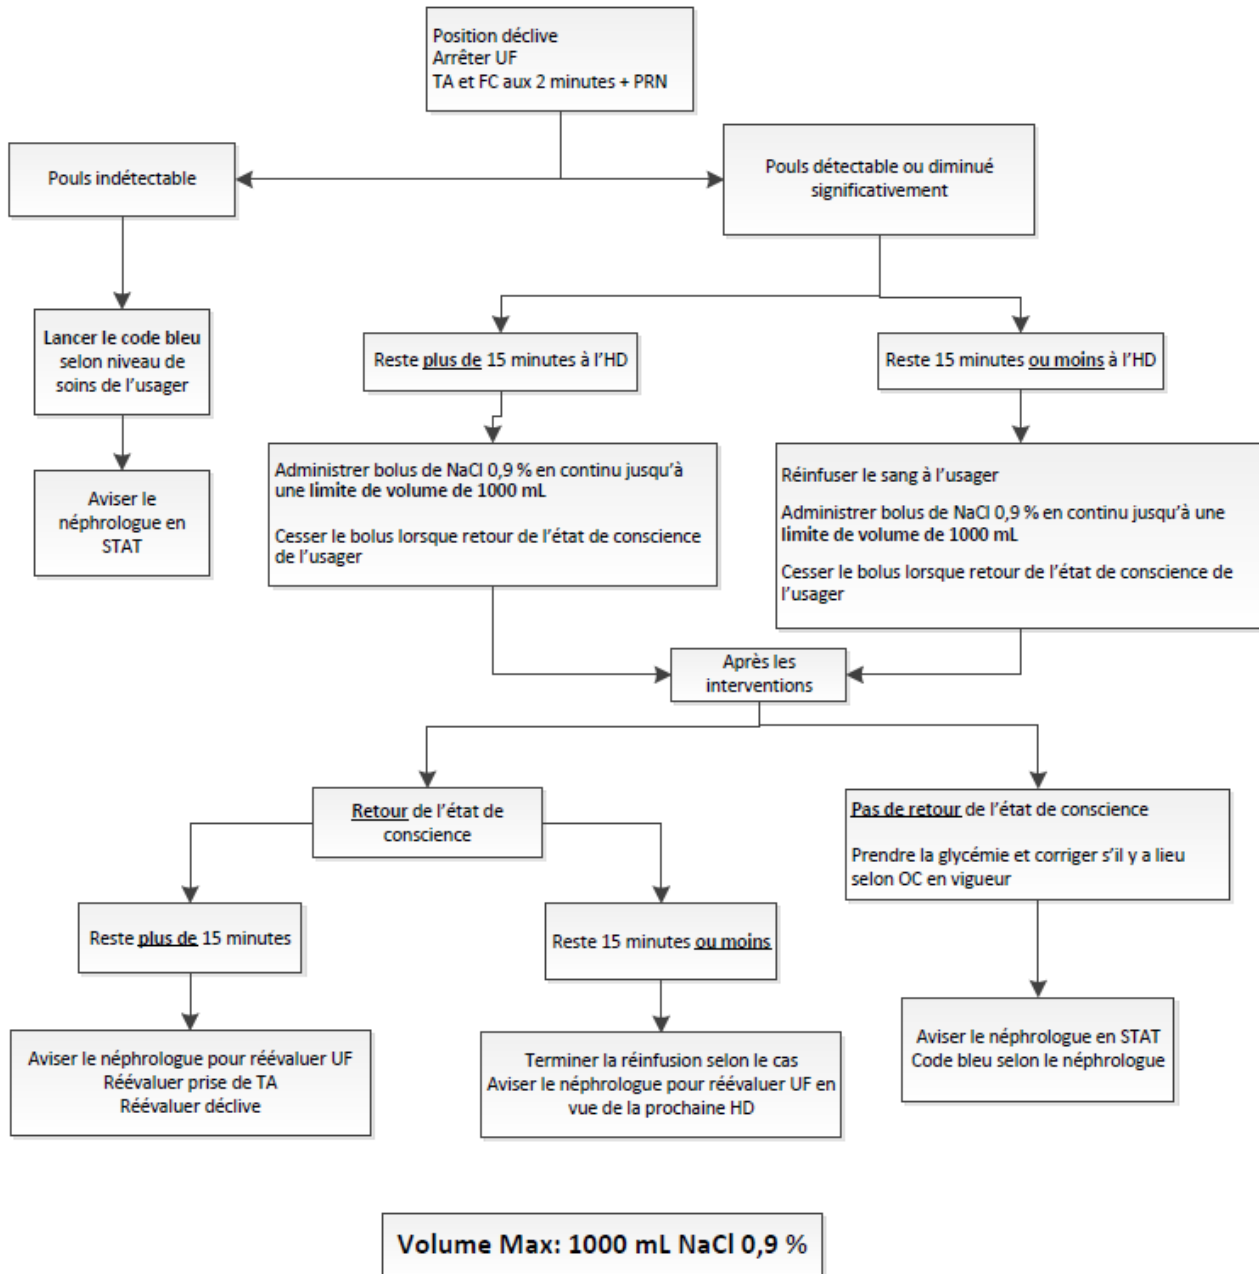 Position déclive
Arrêter UF
TA et FC aux 2 minutes + PRN
Pouls indétectable
Pouls détectable ou diminué
significativement
Lancer le code bleu
selon niveau de
soins de l'usager
Reste plus de 15 minutes à l'HD
Reste 15 minutes ou moins à l'HD
Aviser le
néphrologue en
STAT
Administrer bolus de NaCl 0,9 % en continu jusqu'à
une limite de volume de 1000 mL
Cesser le bolus lorsque retour de l'état de conscience
de l'usager
Réinfuser le sang à l'usager
Administrer bolus de NaCl 0,9 % en continu jusqu'à une
limite de volume de 1000 mL
Cesser le bolus lorsque retour de l'état de conscience de
l'usager
Après les
interventions
Retour de l'état de
conscience
Pas de retour de l'état de conscience
Prendre la glycémie et corriger s'il y a lieu
selon OC en vigueur
Reste plus de 15 minutes
Reste 15 minutes ou moins
Aviser le néphrologue pour réévaluer UF
Réévaluer prise de TA
Réévaluer déclive
Terminer la réinfusion selon le cas
Aviser le néphrologue pour réévaluer UF en
vue de la prochaine HD
Aviser le néphrologue en STAT
Code bleu selon le néphrologue
Volume Max: 1000 mL NaCl 0,9 %